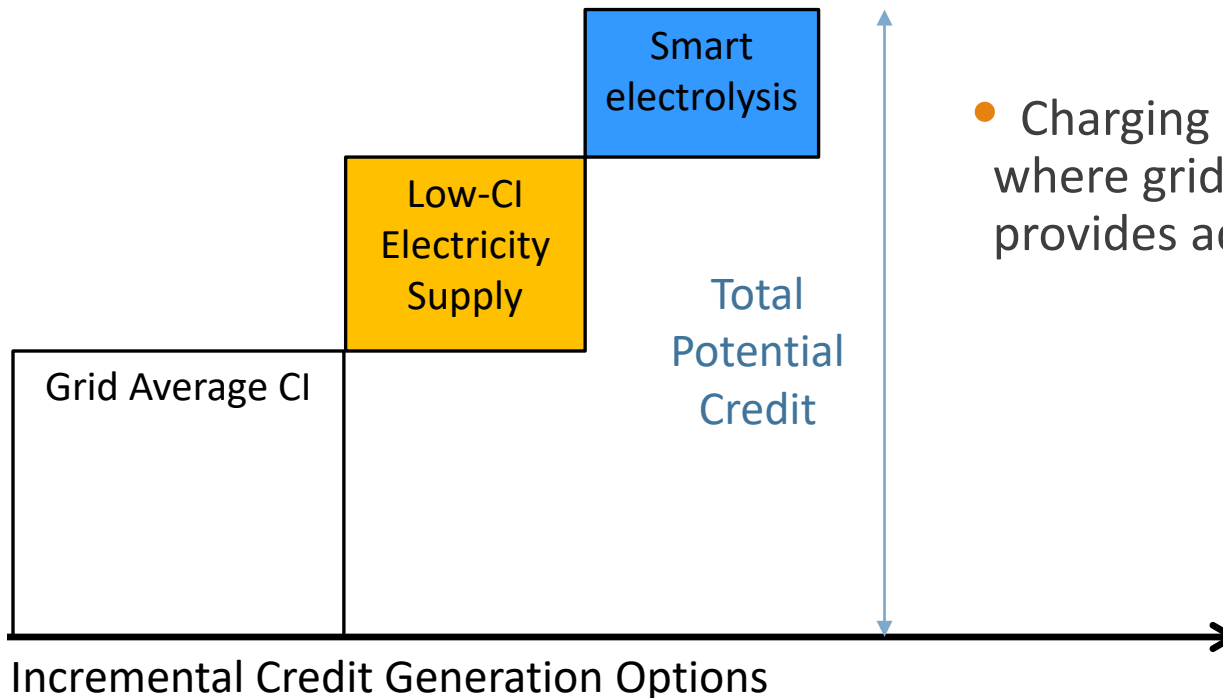 Smart
electrolysis
Low-CI
Electricity
Supply
Grid Average CI
Total
Potential
Credit
Incremental Credit Generation Options
• Charging
where grid
provides